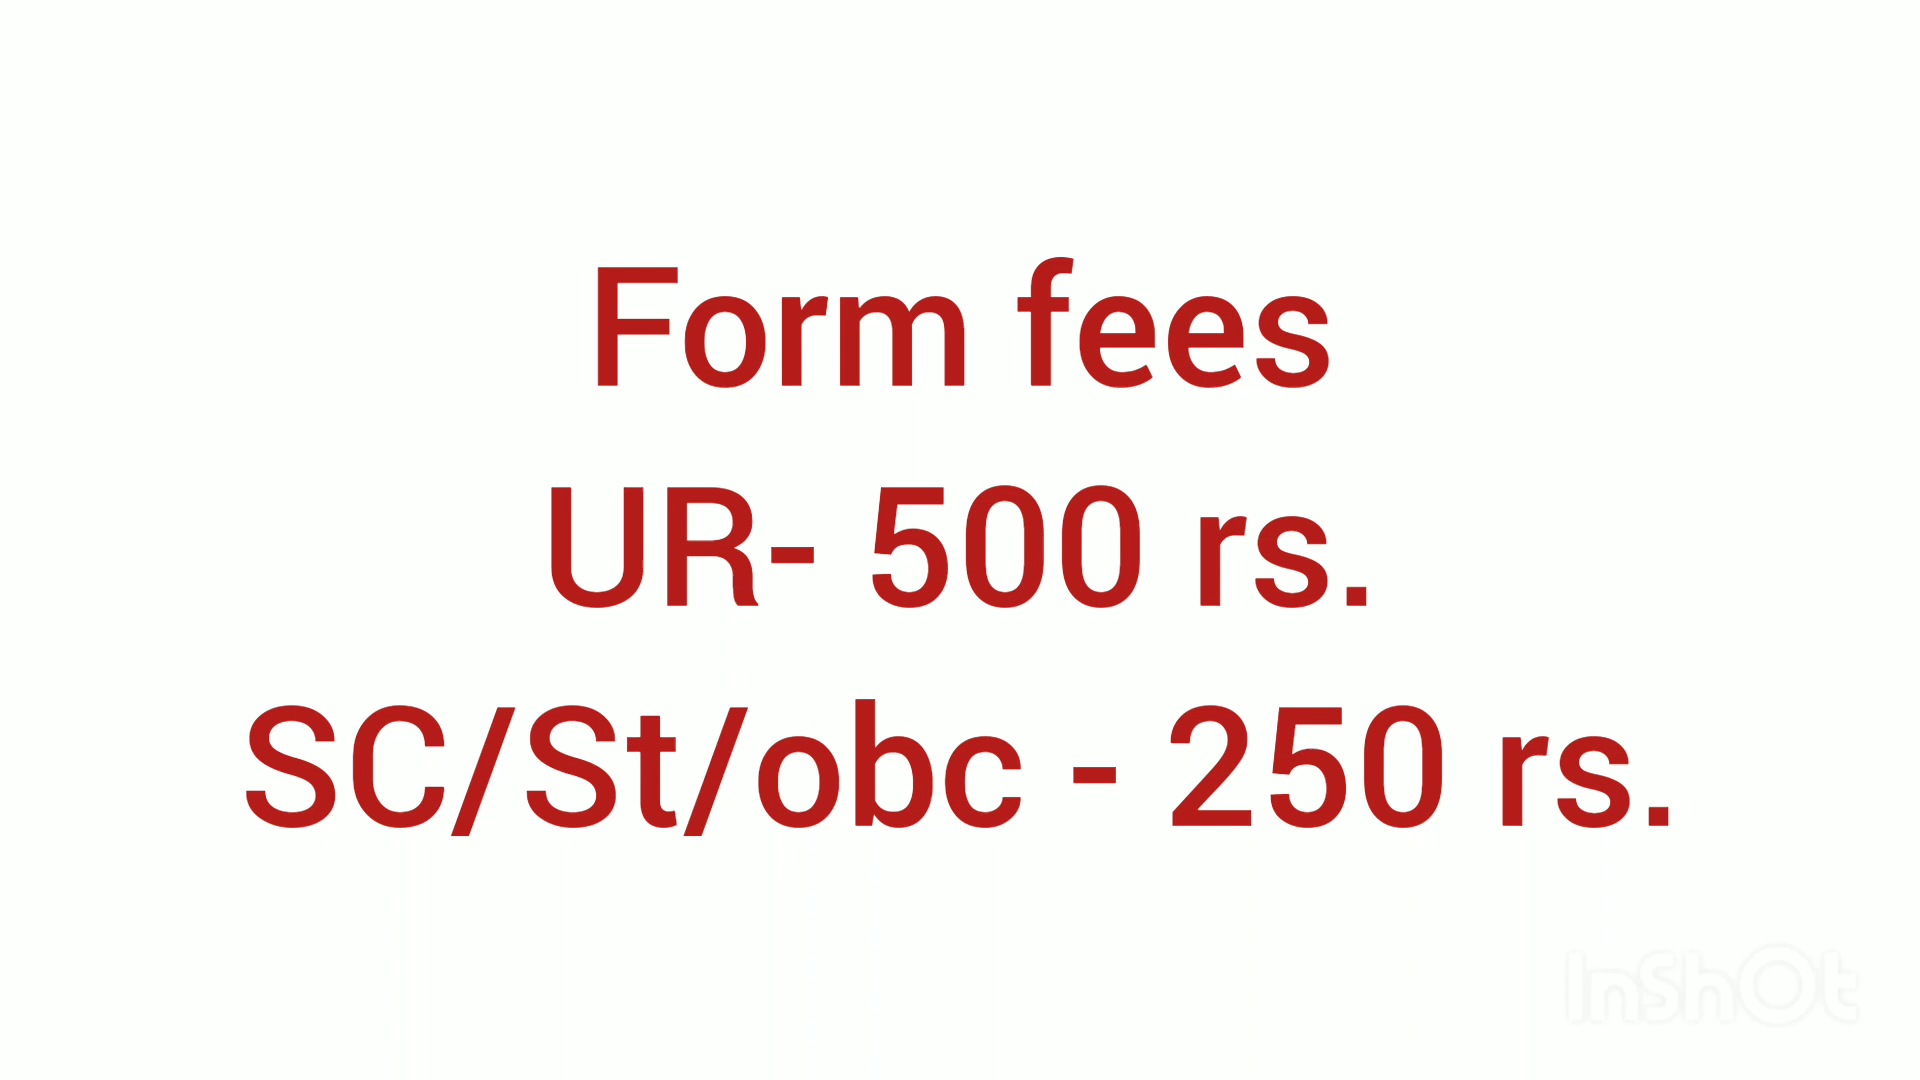 Form fees
UR- 500 rs.
SC/St/obc - 250 rs.
InShOt